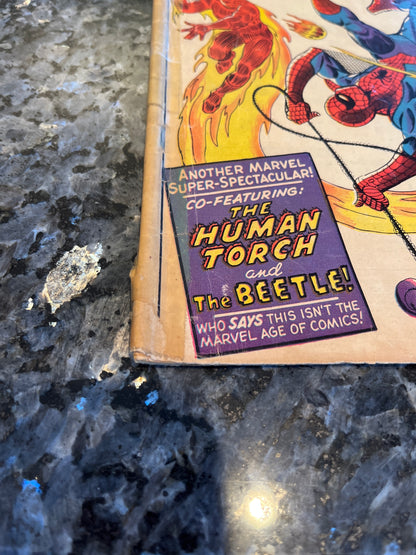 ANOTHER MARVEL
SUPER-SPECTACULAR!
CO-FEATURING:
THE
HUMAN
TORCH
and
The BEETLE!
WHO SAYS THIS ISN'T THE
MARVEL AGE OF COMICS!